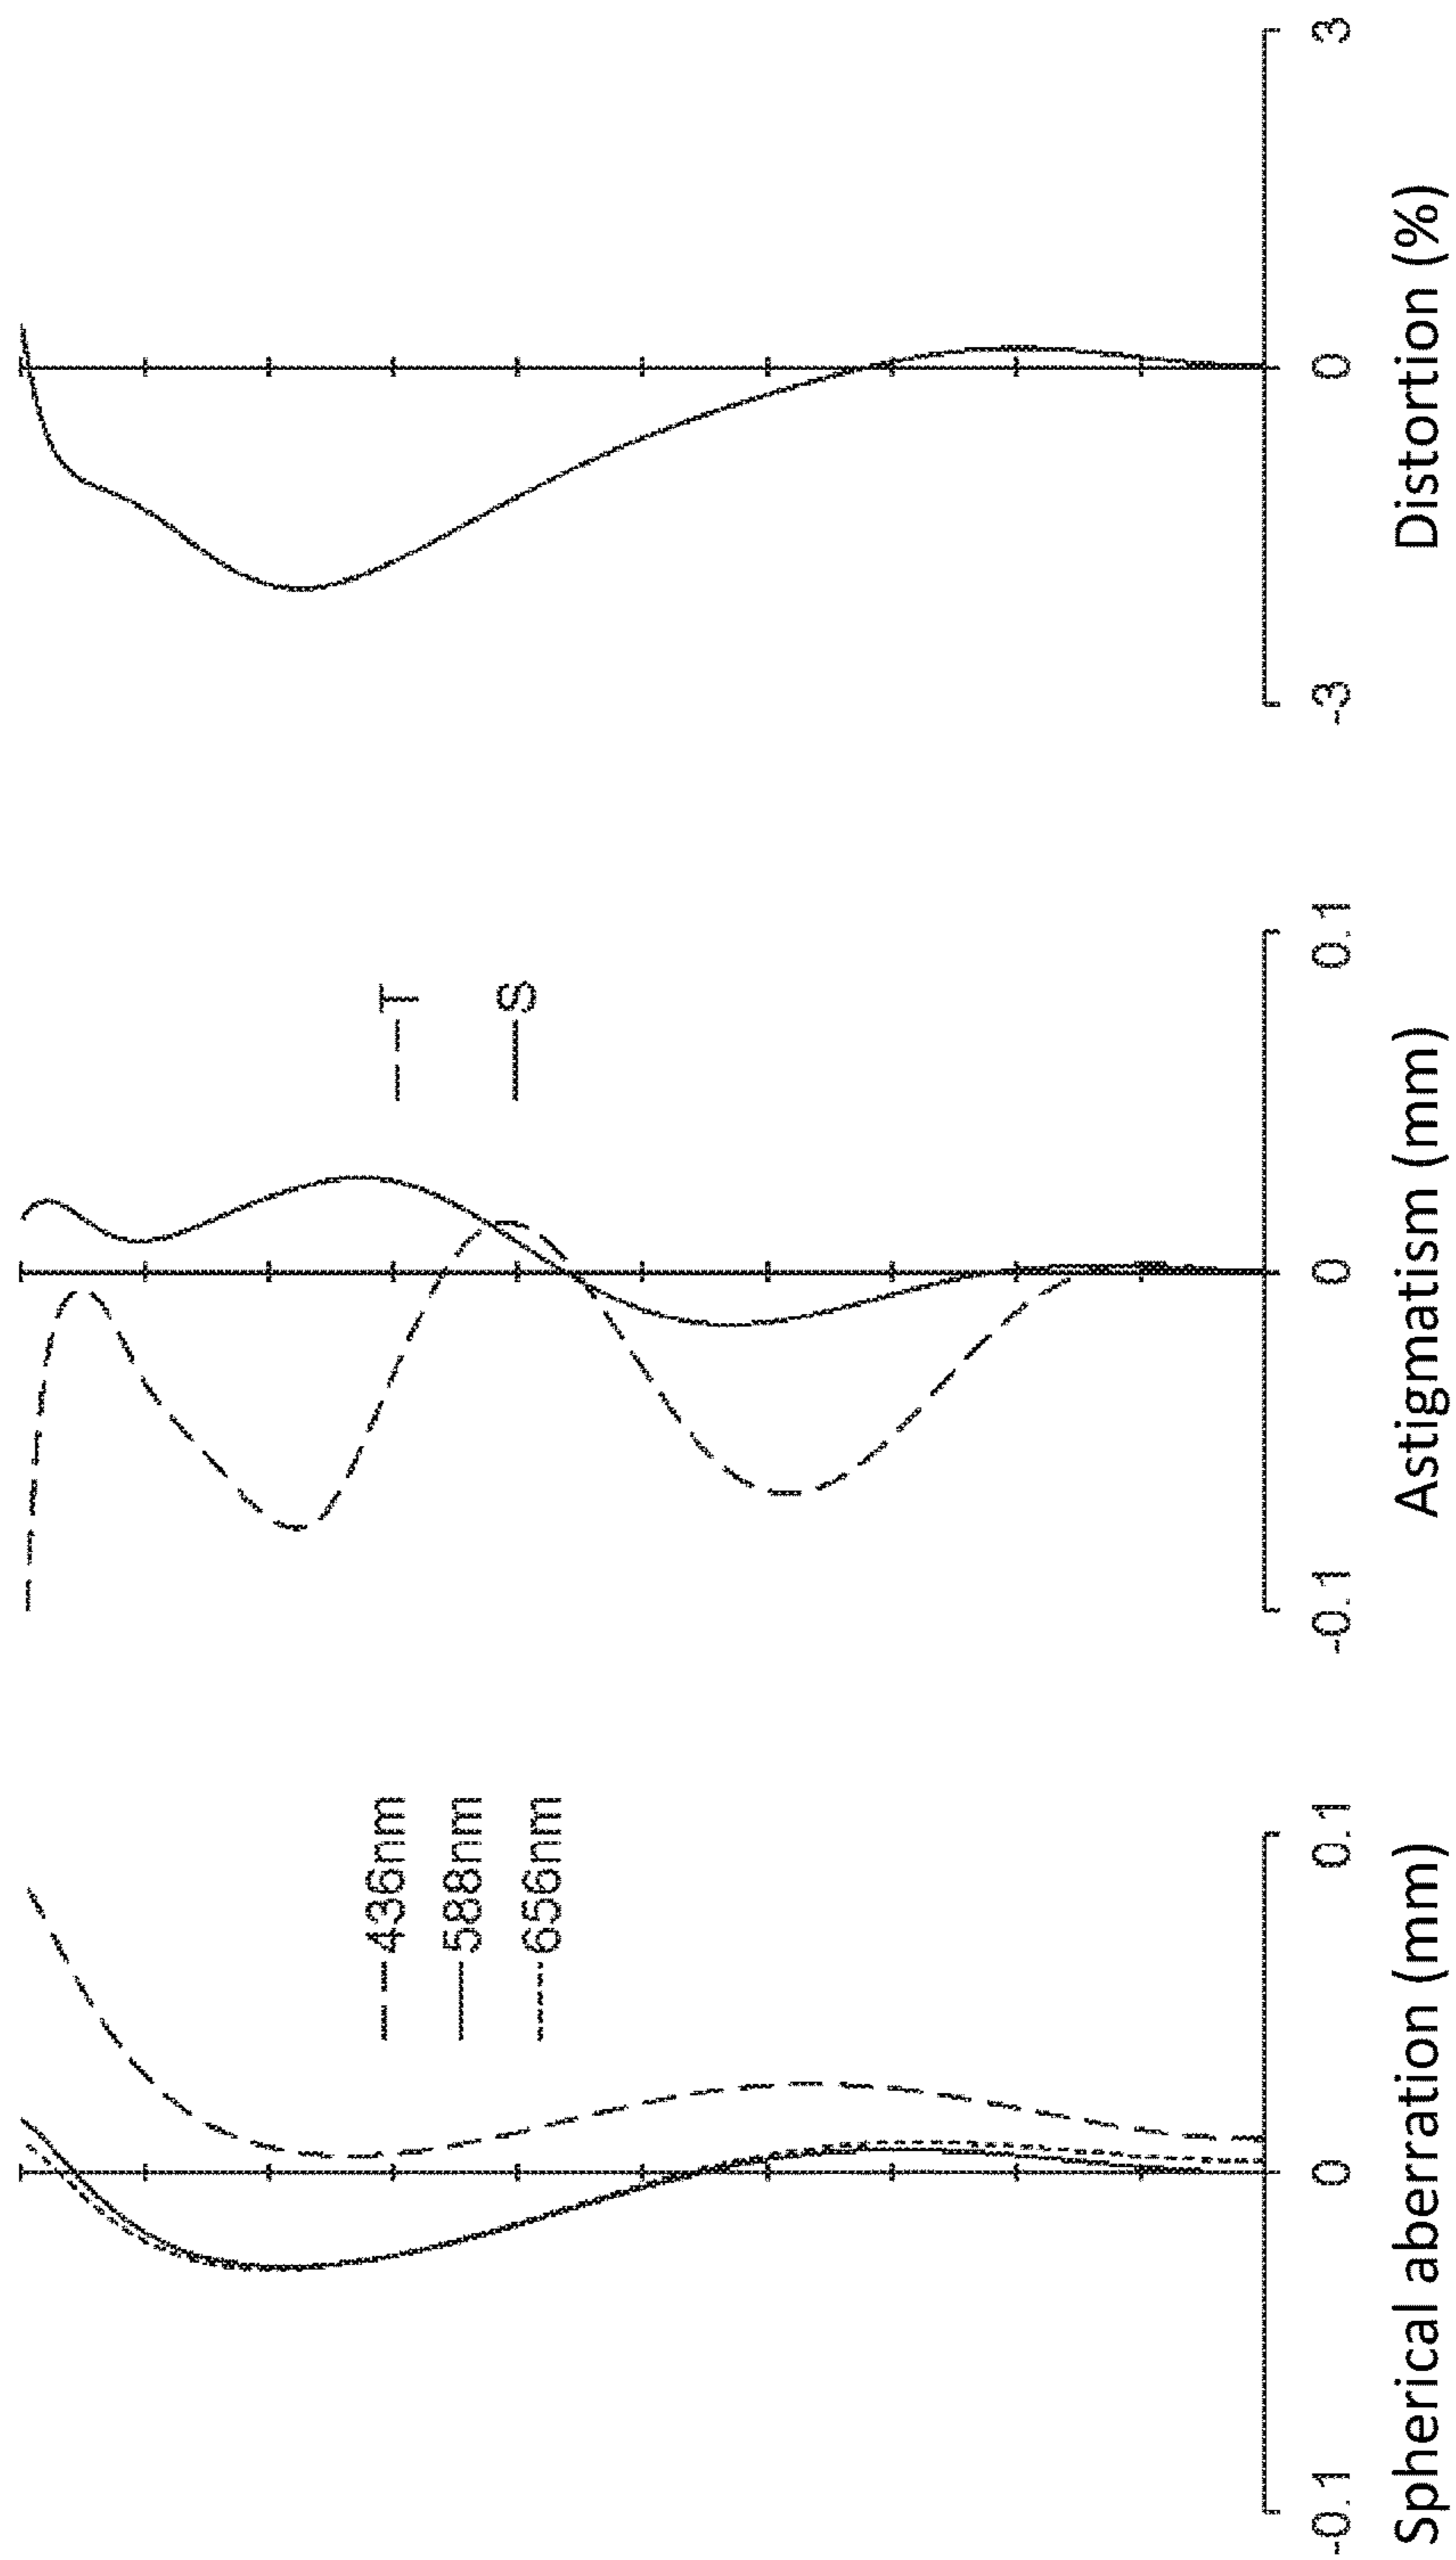 436nm
588nm
656nm
-0.1 0 0.1
Spherical aberration (mm)
T
S
-0.1 0 0.1
Astigmatism (mm)
-3 0 3
Distortion (%)